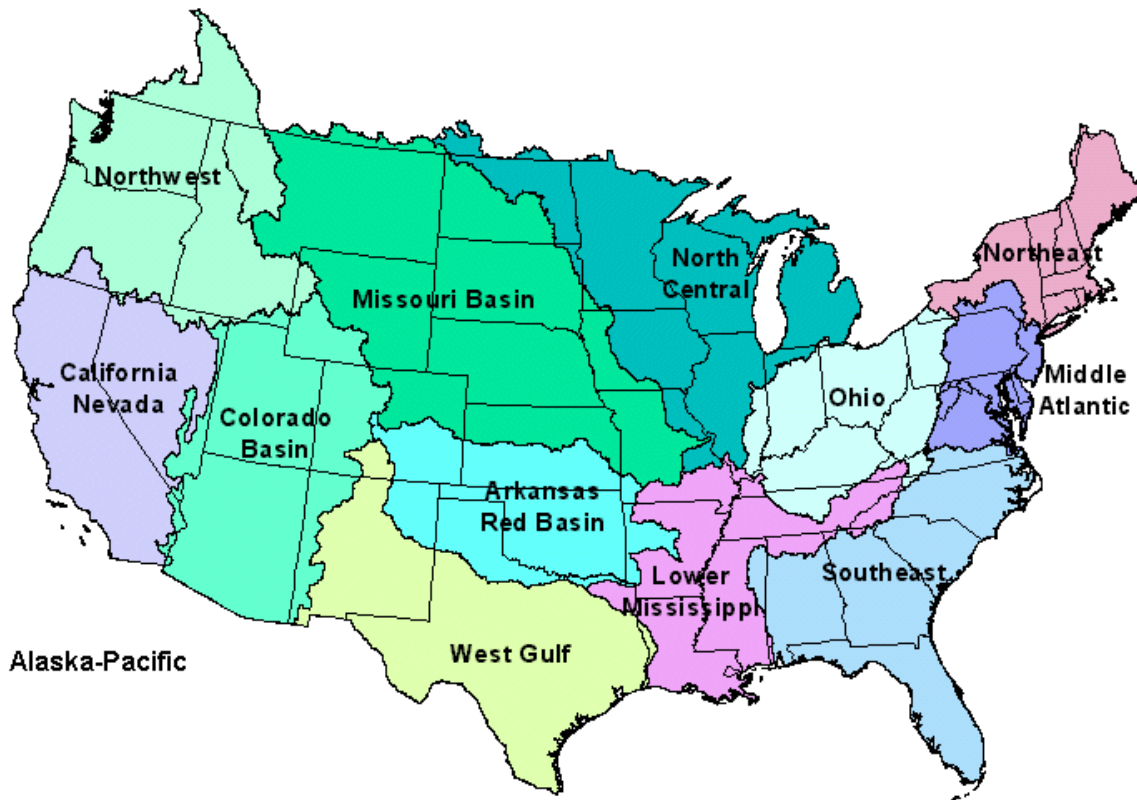 Northwest
Northeast
North
Central
Missouri Basin
California
Nevada
Middle
Atlantic
Ohio
Colorado
Basin
Arkansas
Red Basin
Lower
Mississippi
Southeast
West Gulf
Alaska-Pacific